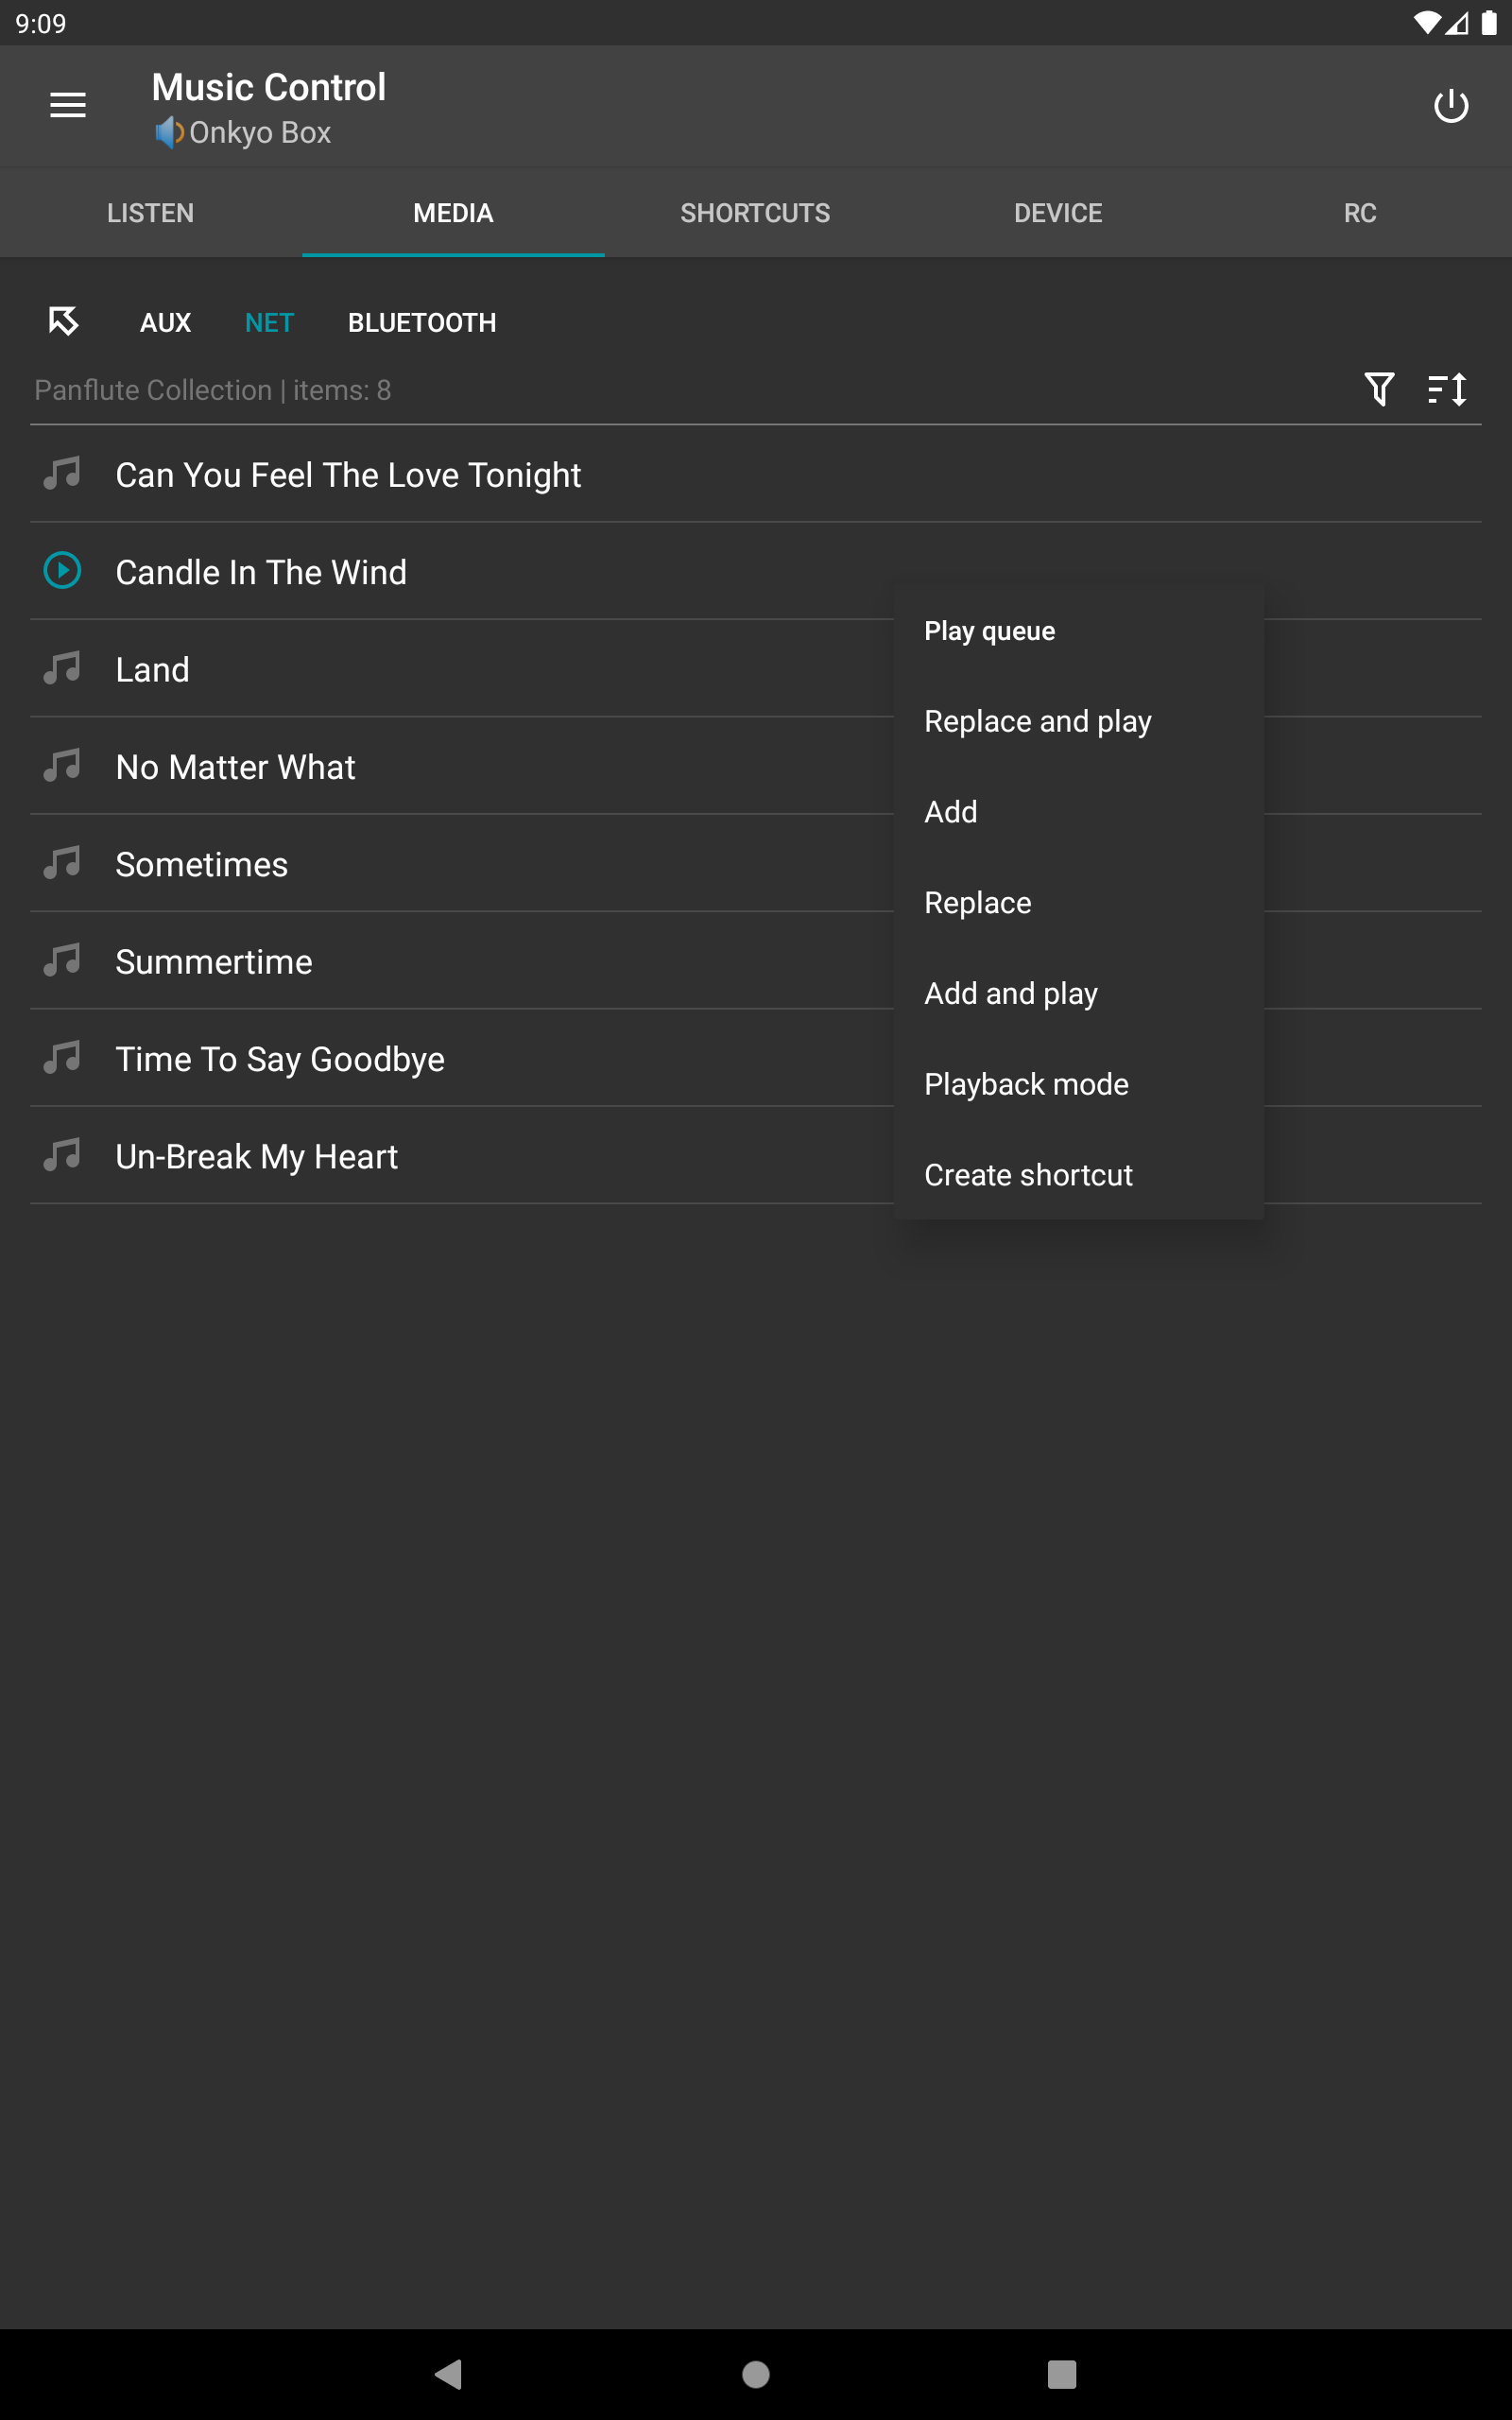 9:09
Music Control
Onkyo Box
LISTEN MEDIA SHORTCUTS DEVICE RC
AUX NET BLUETOOTH
Panflute Collection | items: 8
Can You Feel The Love Tonight
Candle In The Wind
Land
No Matter What
Sometimes
Summertime
Time To Say Goodbye
Un-Break My Heart
Play queue
Replace and play
Add
Replace
Add and play
Playback mode
Create shortcut